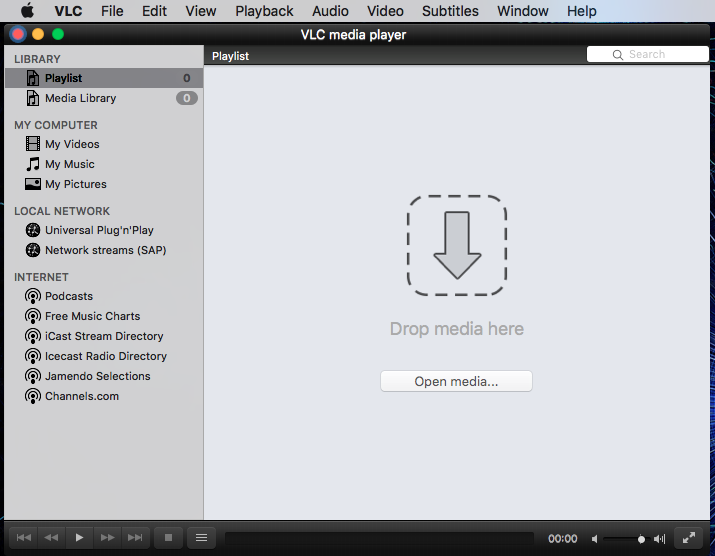 VLC File Edit View Playback Audio Video Subtitles Window Help
VLC media player
LIBRARY
Playlist 0
Media Library 0
MY COMPUTER
My Videos
My Music
My Pictures
LOCAL NETWORK
Universal Plug'n'Play
Network streams (SAP)
INTERNET
Podcasts
Free Music Charts
iCast Stream Directory
Icecast Radio Directory
Jamendo Selections
Channels.com
Playlist Search
Drop media here
Open media...
00:00